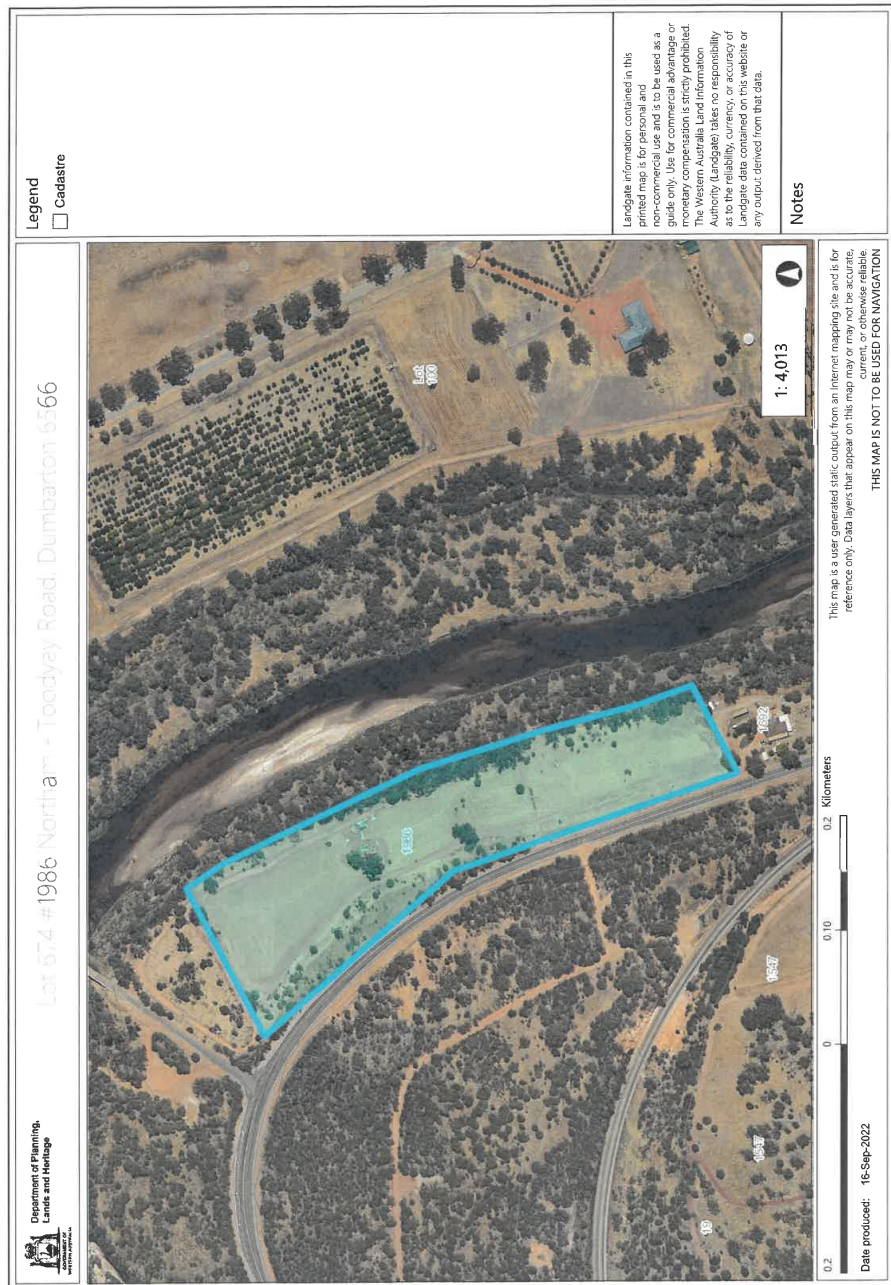 GOVERNMENT OF
WESTERN AUSTRALIA
Department of Planning,
Lands and Heritage
Lot 674 #1986 Northam - Toodyay Road, Dumbarton 6566
Legend
Cadastre
Lot
100
1986
1692
1547
1547
19
1: 4,013
Landgate information contained in this
printed map is for personal and
non-commercial use and is to be used as a
guide only. Use for commercial advantage or
monetary compensation is strictly prohibited.
The Western Australia Land Information
Authority (Landgate) takes no responsibility
as to the reliability, currency, or accuracy of
Landgate data contained on this website or
any output derived from that data.
Notes
0.2
0
0.10
0.2
Kilometers
Date produced: 16-Sep-2022
This map is a user generated static output from an Internet mapping site and is for
reference only. Data layers that appear on this map may or may not be accurate,
current, or otherwise reliable.
THIS MAP IS NOT TO BE USED FOR NAVIGATION